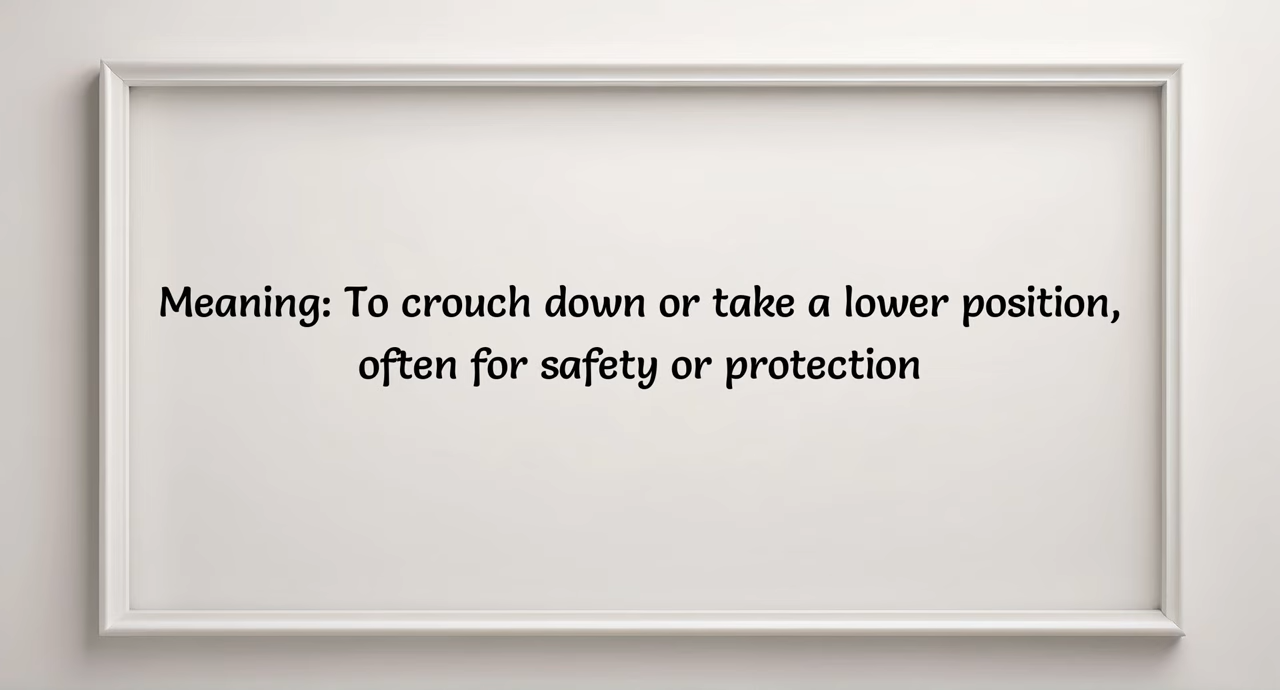 Meaning: To crouch down or take a lower position,
often for safety or protection